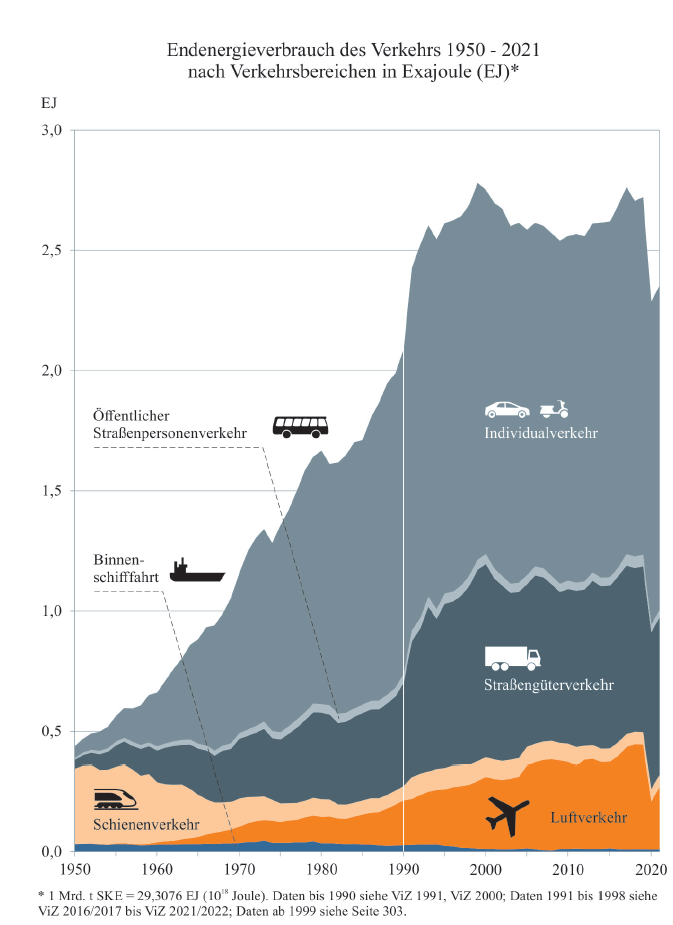 Endenergieverbrauch des Verkehrs 1950 - 2021
nach Verkehrsbereichen in Exajoule (EJ)*
EJ
3,0
2,5
2,0
Öffentlicher
Straßenpersonenverkehr
Individualverkehr
1,5
Binnen-
schifffahrt
1,0
Straßengüterverkehr
0,5
Schienenverkehr
Luftverkehr
0,0
1950 1960 1970 1980 1990 2000 2010 2020
* 1 Mrd. t SKE = 29,3076 EJ (10¹⁸ Joule). Daten bis 1990 siehe ViZ 1991, ViZ 2000; Daten 1991 bis 1998 siehe
ViZ 2016/2017 bis ViZ 2021/2022; Daten ab 1999 siehe Seite 303.